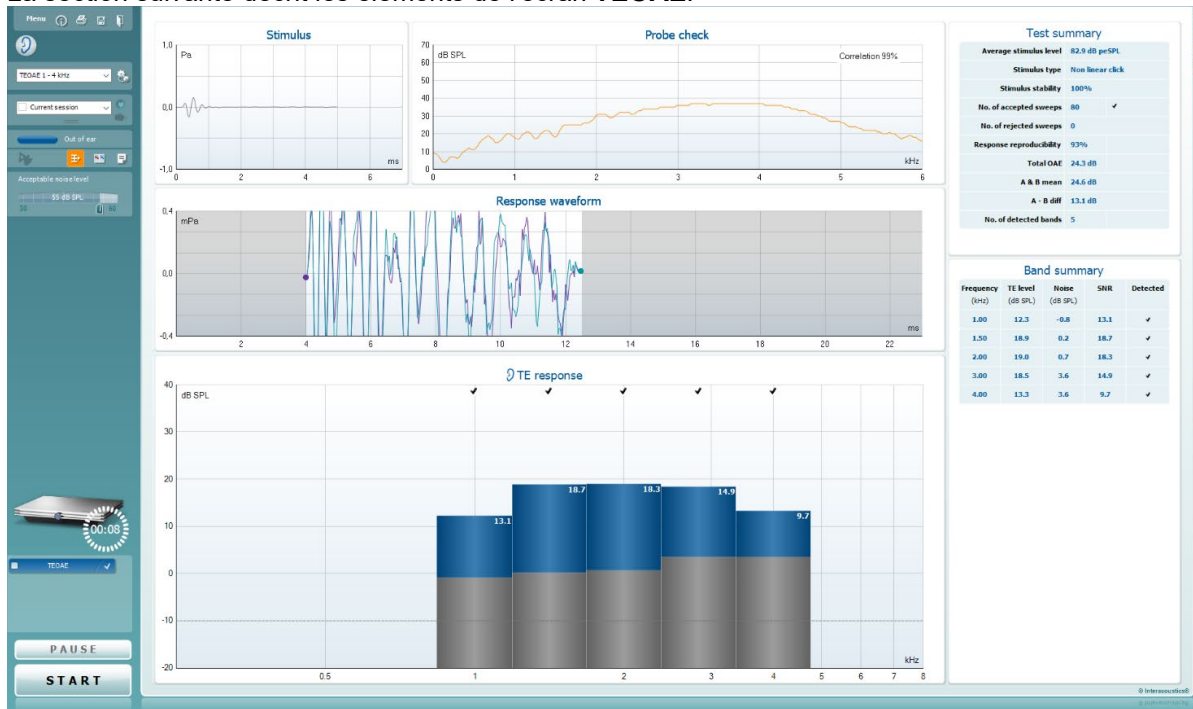 La section suivante décrit les éléments de l'écran TEOAE.
Menu
TEOAE 1 - 4 kHz
Current session
Out of ear
Acceptable noise level
55 dB SPL
30 60
00:08
TEOAE
PAUSE
START
Stimulus
1,0
Pa
0,0
-1,0
ms
0 2 4 6
Probe check
70
dB SPL
Correlation 99%
60
50
40
30
20
10
0
kHz
0 1 2 3 4 5 6
Response waveform
0,4
mPa
0,0
-0,4
ms
2 4 6 8 10 12 14 16 18 20 22
TE response
40
dB SPL
30
20
10
0
-10
-20
13.1 18.7 18.3 14.9 9.7
kHz
0.5 1 2 3 4 5 6 7 8
Test summary
Average stimulus level 82.9 dB peSPL
Stimulus type Non linear click
Stimulus stability 100%
No. of accepted sweeps 80 ✔
No. of rejected sweeps 0
Response reproducibility 93%
Total OAE 24.3 dB
A & B mean 24.6 dB
A - B diff 13.1 dB
No. of detected bands 5
Band summary
Frequency TE level Noise SNR Detected
(kHz) (dB SPL) (dB SPL)
1.00 12.3 -0.8 13.1 ✔
1.50 18.9 0.2 18.7 ✔
2.00 19.0 0.7 18.3 ✔
3.00 18.5 3.6 14.9 ✔
4.00 13.3 3.6 9.7 ✔
© Interacoustics®